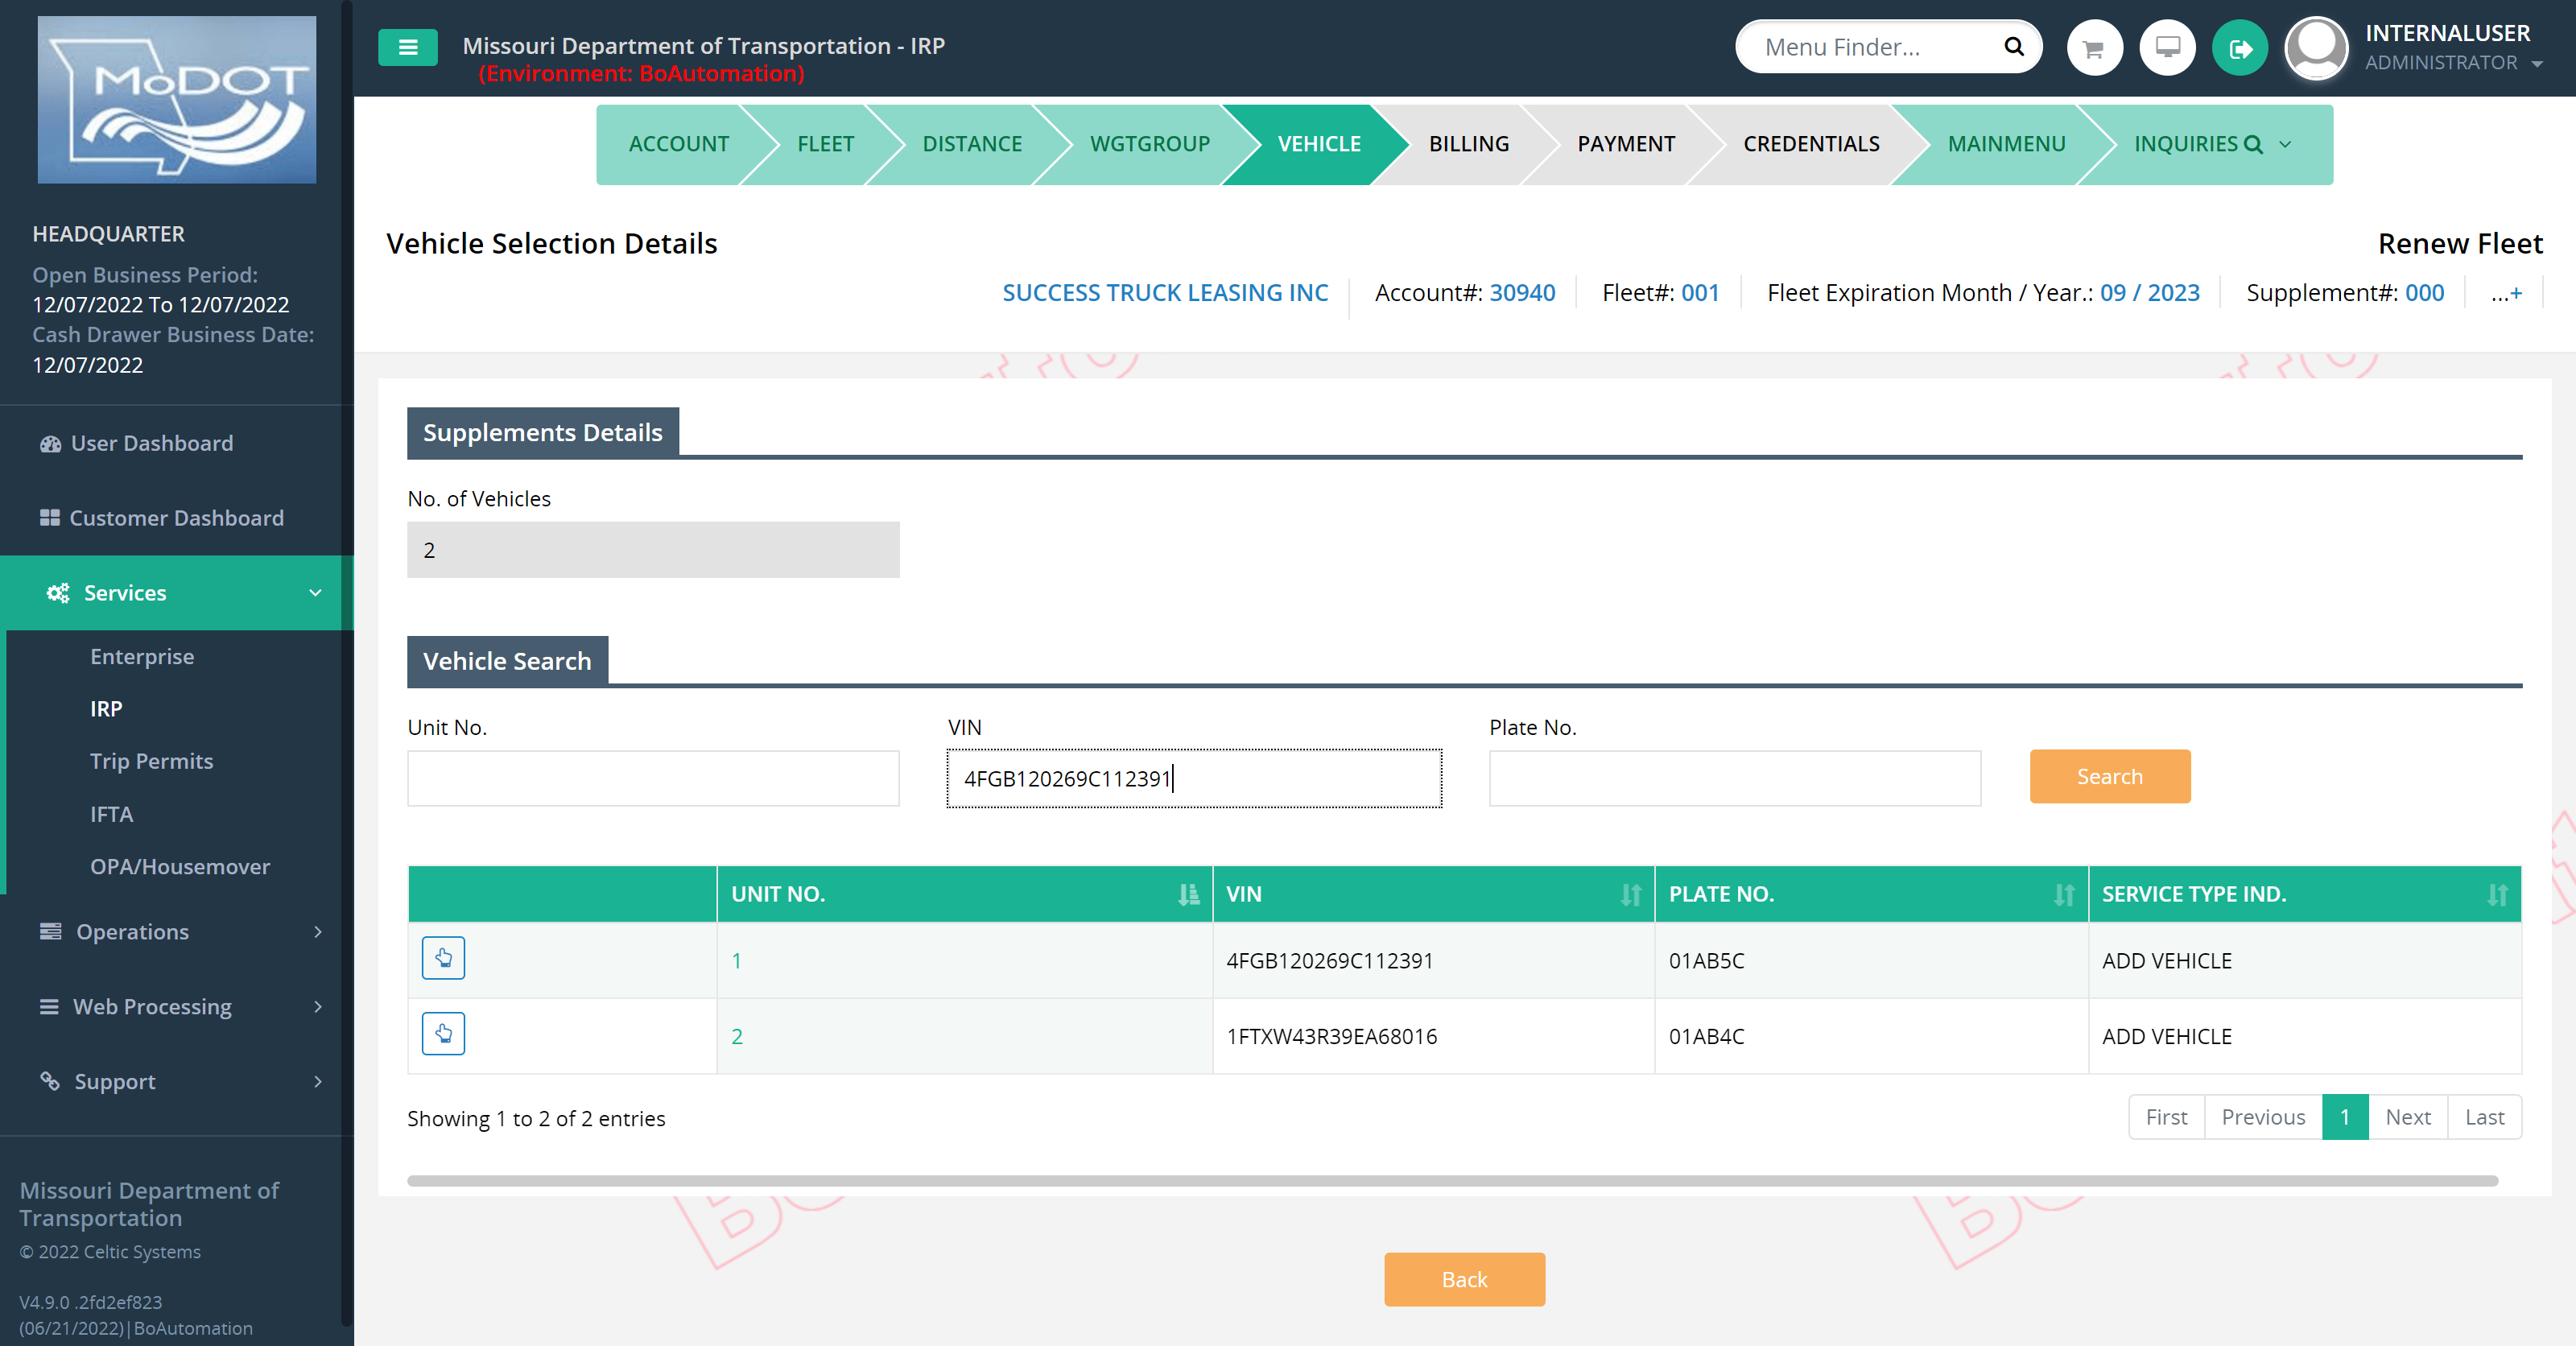 MoDOT
HEADQUARTER
Open Business Period:
12/07/2022 To 12/07/2022
Cash Drawer Business Date:
12/07/2022
User Dashboard
Customer Dashboard
Services
Enterprise
IRP
Trip Permits
IFTA
OPA/Housemover
Operations
Web Processing
Support
Missouri Department of
Transportation
© 2022 Celtic Systems
V4.9.0 .2fd2ef823
(06/21/2022)|BoAutomation
Missouri Department of Transportation - IRP
(Environment: BoAutomation)
Menu Finder...
INTERNALUSER
ADMINISTRATOR
ACCOUNT FLEET DISTANCE WGTGROUP VEHICLE BILLING PAYMENT CREDENTIALS MAINMENU INQUIRIES
Vehicle Selection Details Renew Fleet
SUCCESS TRUCK LEASING INC Account#: 30940 Fleet#: 001 Fleet Expiration Month / Year.: 09 / 2023 Supplement#: 000 ...+
Supplements Details
No. of Vehicles
2
Vehicle Search
Unit No. VIN Plate No.
4FGB120269C112391 Search
UNIT NO. VIN PLATE NO. SERVICE TYPE IND.
1 4FGB120269C112391 01AB5C ADD VEHICLE
2 1FTXW43R39EA68016 01AB4C ADD VEHICLE
Showing 1 to 2 of 2 entries First Previous 1 Next Last
Back